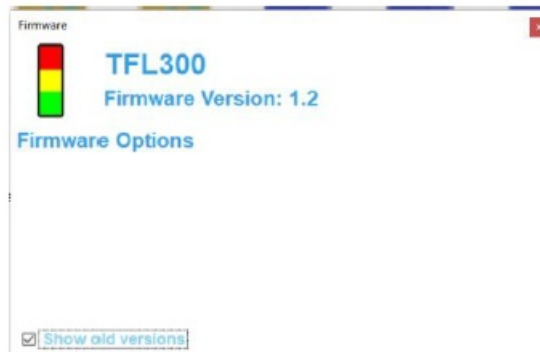 Firmware
TFL300
Firmware Version: 1.2
Firmware Options
Show old versions